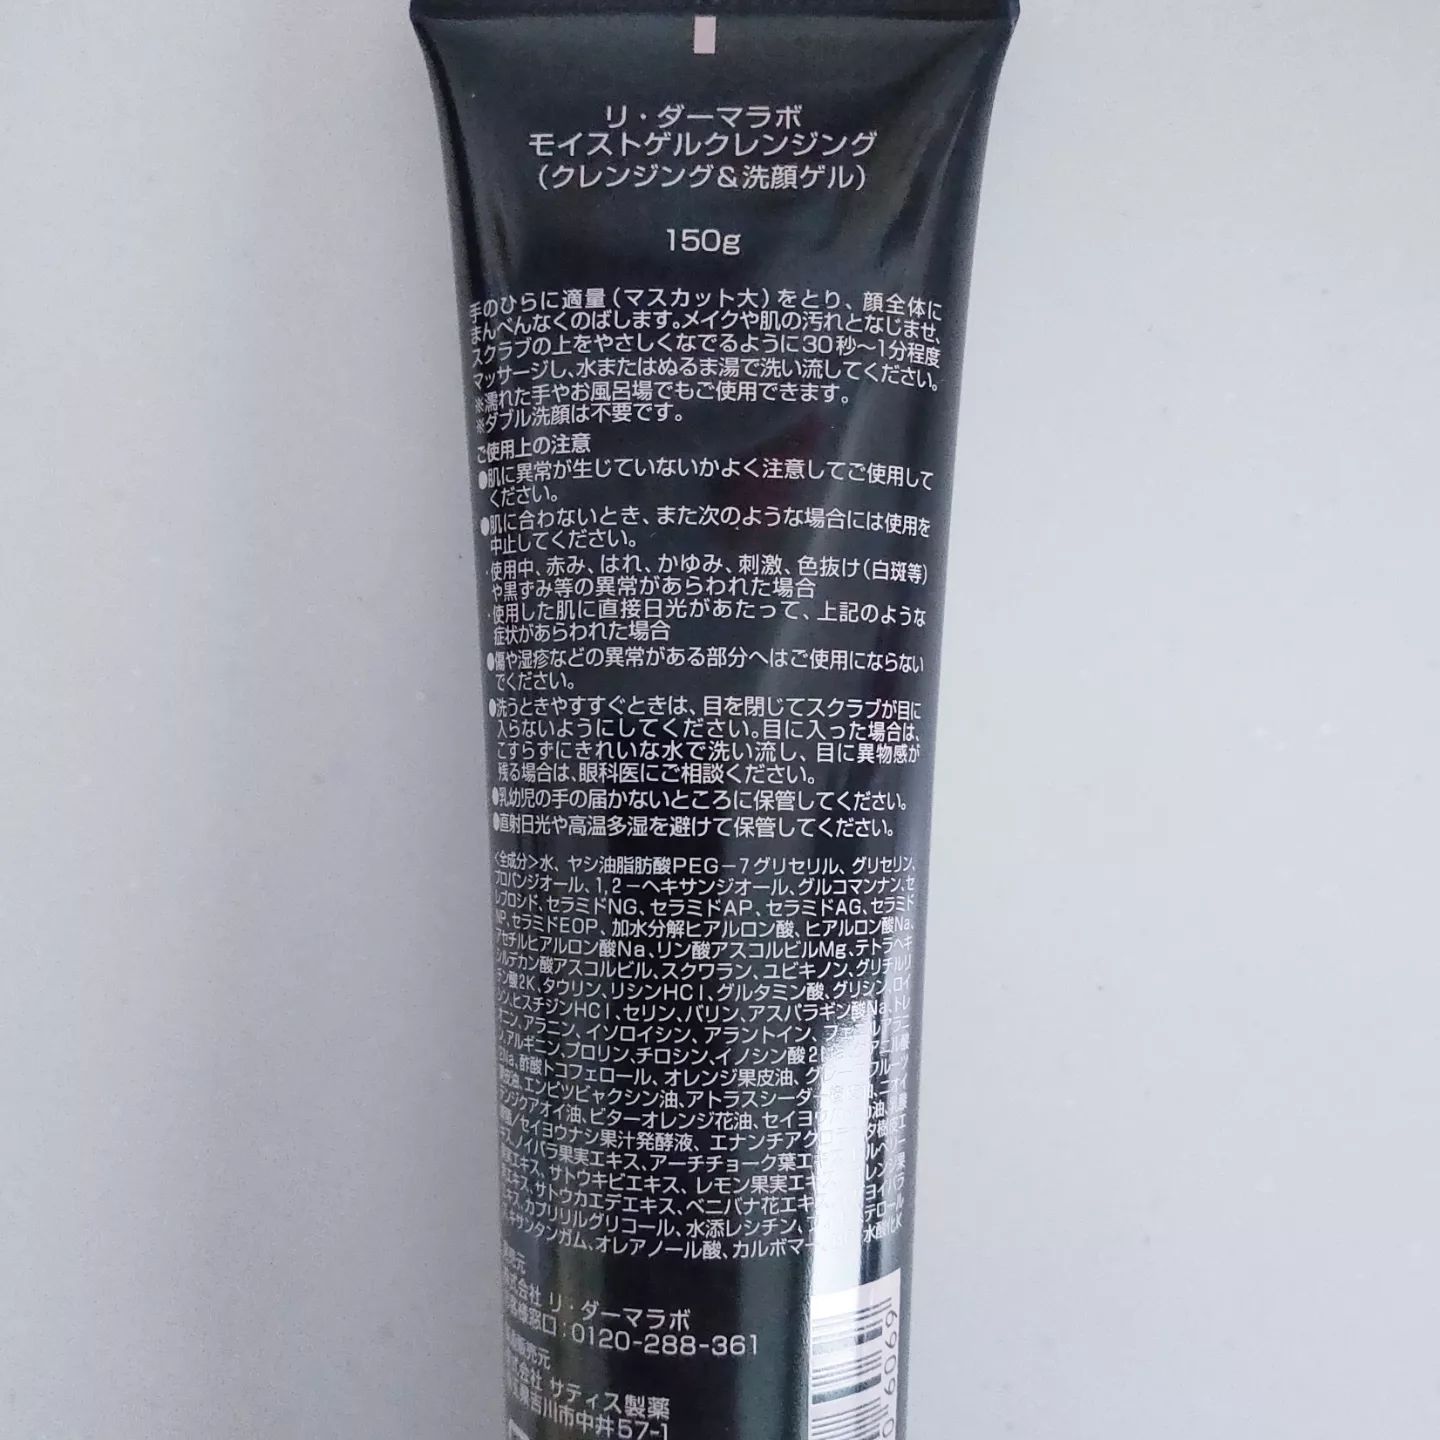 リ・ダーマラボ
モイストゲルクレンジング
（クレンジング＆洗顔ゲル）
150g
手のひらに適量（マスカット大）をとり、顔全体に
まんべんなくのばします。メイクや肌の汚れとなじませ、
スクラブの上をやさしくなでるように30秒〜1分程度
マッサージし、水またはぬるま湯で洗い流してください。
※濡れた手やお風呂場でもご使用できます。
※ダブル洗顔は不要です。
ご使用上の注意
●肌に異常が生じていないかよく注意してご使用して
ください。
●肌に合わないとき、また次のような場合には使用を
中止してください。
・使用中、赤み、はれ、かゆみ、刺激、色抜け（白斑等）
や黒ずみ等の異常があらわれた場合
・使用した肌に直接日光があたって、上記のような
症状があらわれた場合
●傷や湿疹などの異常がある部分へはご使用にならない
でください。
●洗うときやすすぐときは、目を閉じてスクラブが目に
入らないようにしてください。目に入った場合は、
こすらずにきれいな水で洗い流し、目に異物感が
残る場合は、眼科医にご相談ください。
●乳幼児の手の届かないところに保管してください。
●直射日光や高温多湿を避けて保管してください。
＜全成分＞水、ヤシ油脂肪酸PEG－7グリセリル、グリセリン、
プロパンジオール、1,2－ヘキサンジオール、グルコマンナン、セ
レブロシド、セラミドNG、セラミドAP、セラミドAG、セラミド
NP、セラミドEOP、加水分解ヒアルロン酸、ヒアルロン酸Na、
アセチルヒアルロン酸Na、リン酸アスコルビルMg、テトラヘキ
シルデカン酸アスコルビル、スクワラン、ユビキノン、グリチルリ
チン酸2K、タウリン、リシンHCl、グルタミン酸、グリシン、ロイ
シン、ヒスチジンHCl、セリン、バリン、アスパラギン酸Na、トレ
オニン、アラニン、イソロイシン、アラントイン、フェニルアラニ
ン、アルギニン、プロリン、チロシン、イノシン酸2
2Na、酢酸トコフェロール、オレンジ果皮油、フルーツ
果皮油、エンピツビャクシン油、アトラスシーダー
テンジクアオイ油、ビターオレンジ花油、セイヨウ
／セイヨウナシ果汁発酵液、エナンチアクロ
ノイバラ果実エキス、アーチチョーク葉エ
エキス、サトウキビエキス、レモン果実エキ
エキス、サトウカエデエキス、ベニバナ花エキ
カプリリルグリコール、水添レシチン、
キサンタンガム、オレアノール酸、カルボマー、水酸化K
株式会社 リ・ダーマラボ
お客様窓口：0120-288-361
株式会社 サティス製薬
吉川市中井57-1
6909